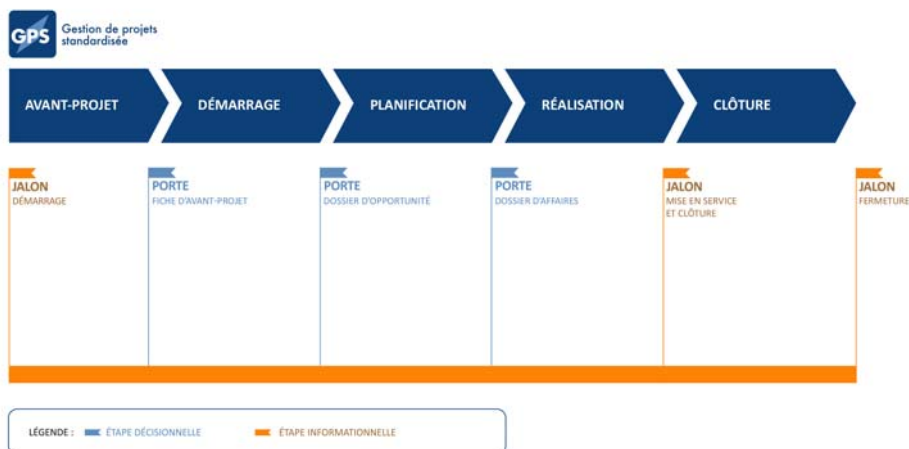 GPS Gestion de projets
standardisée
AVANT-PROJET DÉMARRAGE PLANIFICATION RÉALISATION CLÔTURE
JALON
DÉMARRAGE
PORTE
FICHE D'AVANT-PROJET
PORTE
DOSSIER D'OPPORTUNITÉ
PORTE
DOSSIER D'AFFAIRES
JALON
MISE EN SERVICE
ET CLÔTURE
JALON
FERMETURE
LÉGENDE : ÉTAPE DÉCISIONNELLE ÉTAPE INFORMATIONNELLE